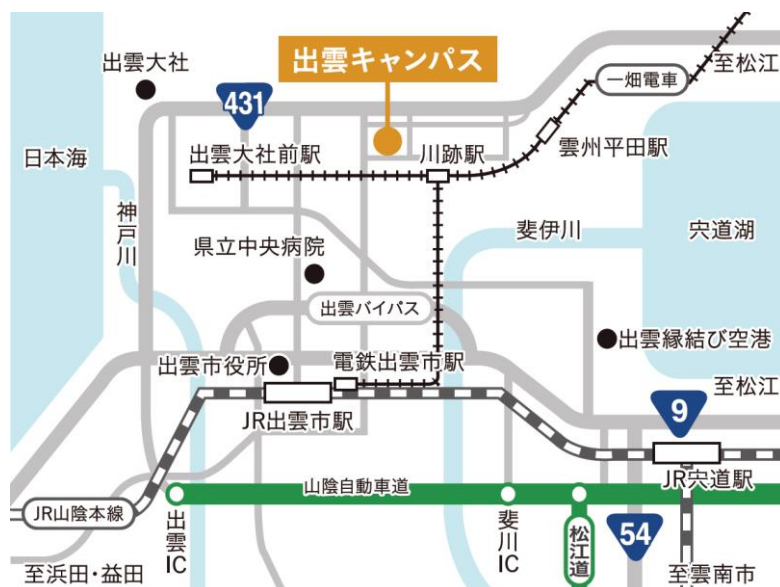 出雲大社
出雲キャンパス
至松江
一畑電車
431
日本海
出雲大社前駅
川跡駅
雲州平田駅
神戸川
県立中央病院
斐伊川
宍道湖
出雲バイパス
出雲市役所
電鉄出雲市駅
出雲縁結び空港
至松江
JR出雲市駅
9
JR宍道駅
山陰自動車道
JR山陰本線
出雲IC
斐川IC
松江道
54
至浜田・益田
至雲南市